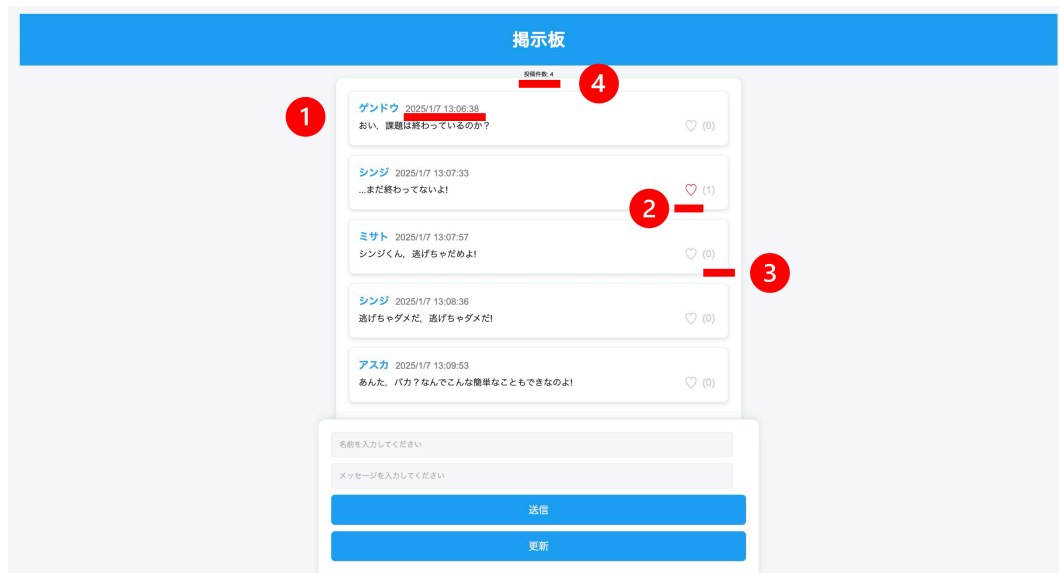 掲示板
投稿件数: 4
4
1
ゲンドウ 2025/1/7 13:06:38
おい，課題は終わっているのか？
♡ (0)
シンジ 2025/1/7 13:07:33
...まだ終わってないよ!
♡ (1)
2
ミサト 2025/1/7 13:07:57
シンジくん，逃げちゃだめよ!
♡ (0)
3
シンジ 2025/1/7 13:08:36
逃げちゃダメだ，逃げちゃダメだ!
♡ (0)
アスカ 2025/1/7 13:09:53
あんた，バカ？なんでこんな簡単なこともできなのよ!
♡ (0)
名前を入力してください
メッセージを入力してください
送信
更新